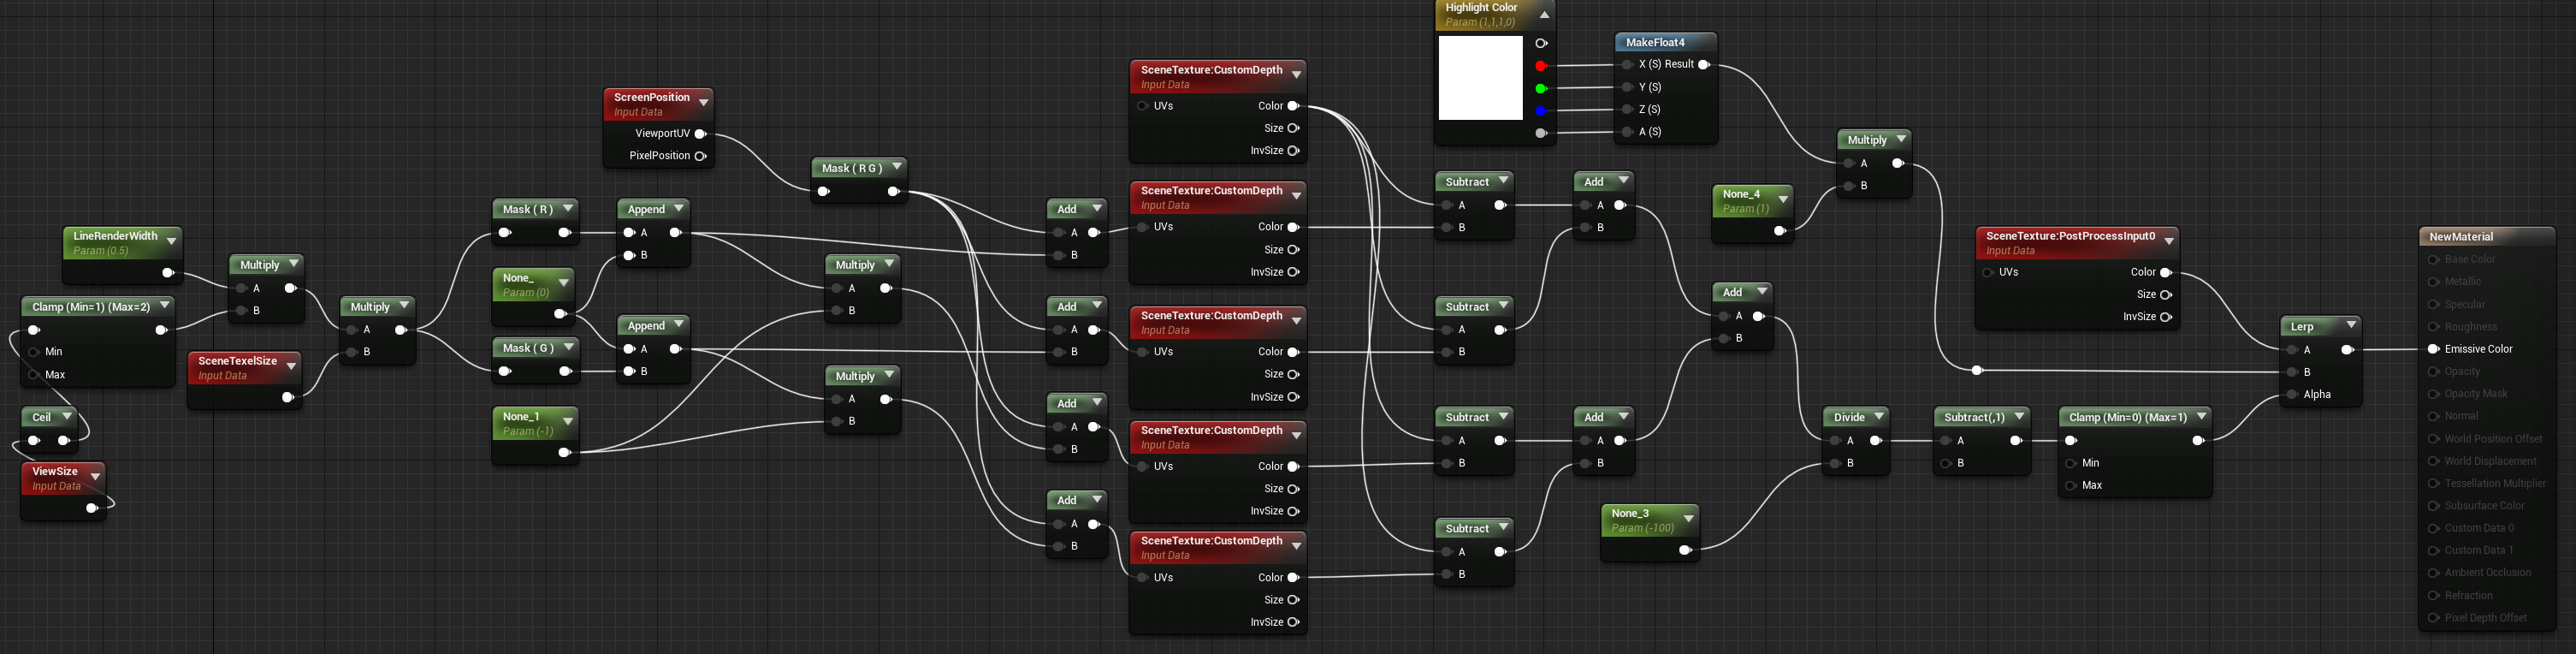 LineRenderWidth
Param (0.5)
Clamp (Min=1) (Max=2)
Min
Max
Ceil
ViewSize
Input Data
Multiply
A
B
SceneTexelSize
Input Data
Multiply
A
B
Mask ( R )
None_
Param (0)
Mask ( G )
None_1
Param (-1)
ScreenPosition
Input Data
ViewportUV
PixelPosition
Append
A
B
Append
A
B
Mask ( R G )
Multiply
A
B
Multiply
A
B
Add
A
B
Add
A
B
Add
A
B
Add
A
B
SceneTexture:CustomDepth
Input Data
UVs Color
Size
InvSize
SceneTexture:CustomDepth
Input Data
UVs Color
Size
InvSize
SceneTexture:CustomDepth
Input Data
UVs Color
Size
InvSize
SceneTexture:CustomDepth
Input Data
UVs Color
Size
InvSize
SceneTexture:CustomDepth
Input Data
UVs Color
Size
InvSize
Highlight Color
Param (1,1,1,0)
MakeFloat4
X (S) Result
Y (S)
Z (S)
A (S)
Subtract
A
B
Subtract
A
B
Subtract
A
B
Subtract
A
B
Add
A
B
Add
A
B
None_3
Param (-100)
None_4
Param (1)
Add
A
B
Multiply
A
B
Divide
A
B
Subtract(,1)
A
B
SceneTexture:PostProcessInput0
Input Data
UVs Color
Size
InvSize
Clamp (Min=0) (Max=1)
Min
Max
Lerp
A
B
Alpha
NewMaterial
Base Color
Metallic
Specular
Roughness
Emissive Color
Opacity
Opacity Mask
Normal
World Position Offset
World Displacement
Tessellation Multiplier
Subsurface Color
Custom Data 0
Custom Data 1
Ambient Occlusion
Refraction
Pixel Depth Offset